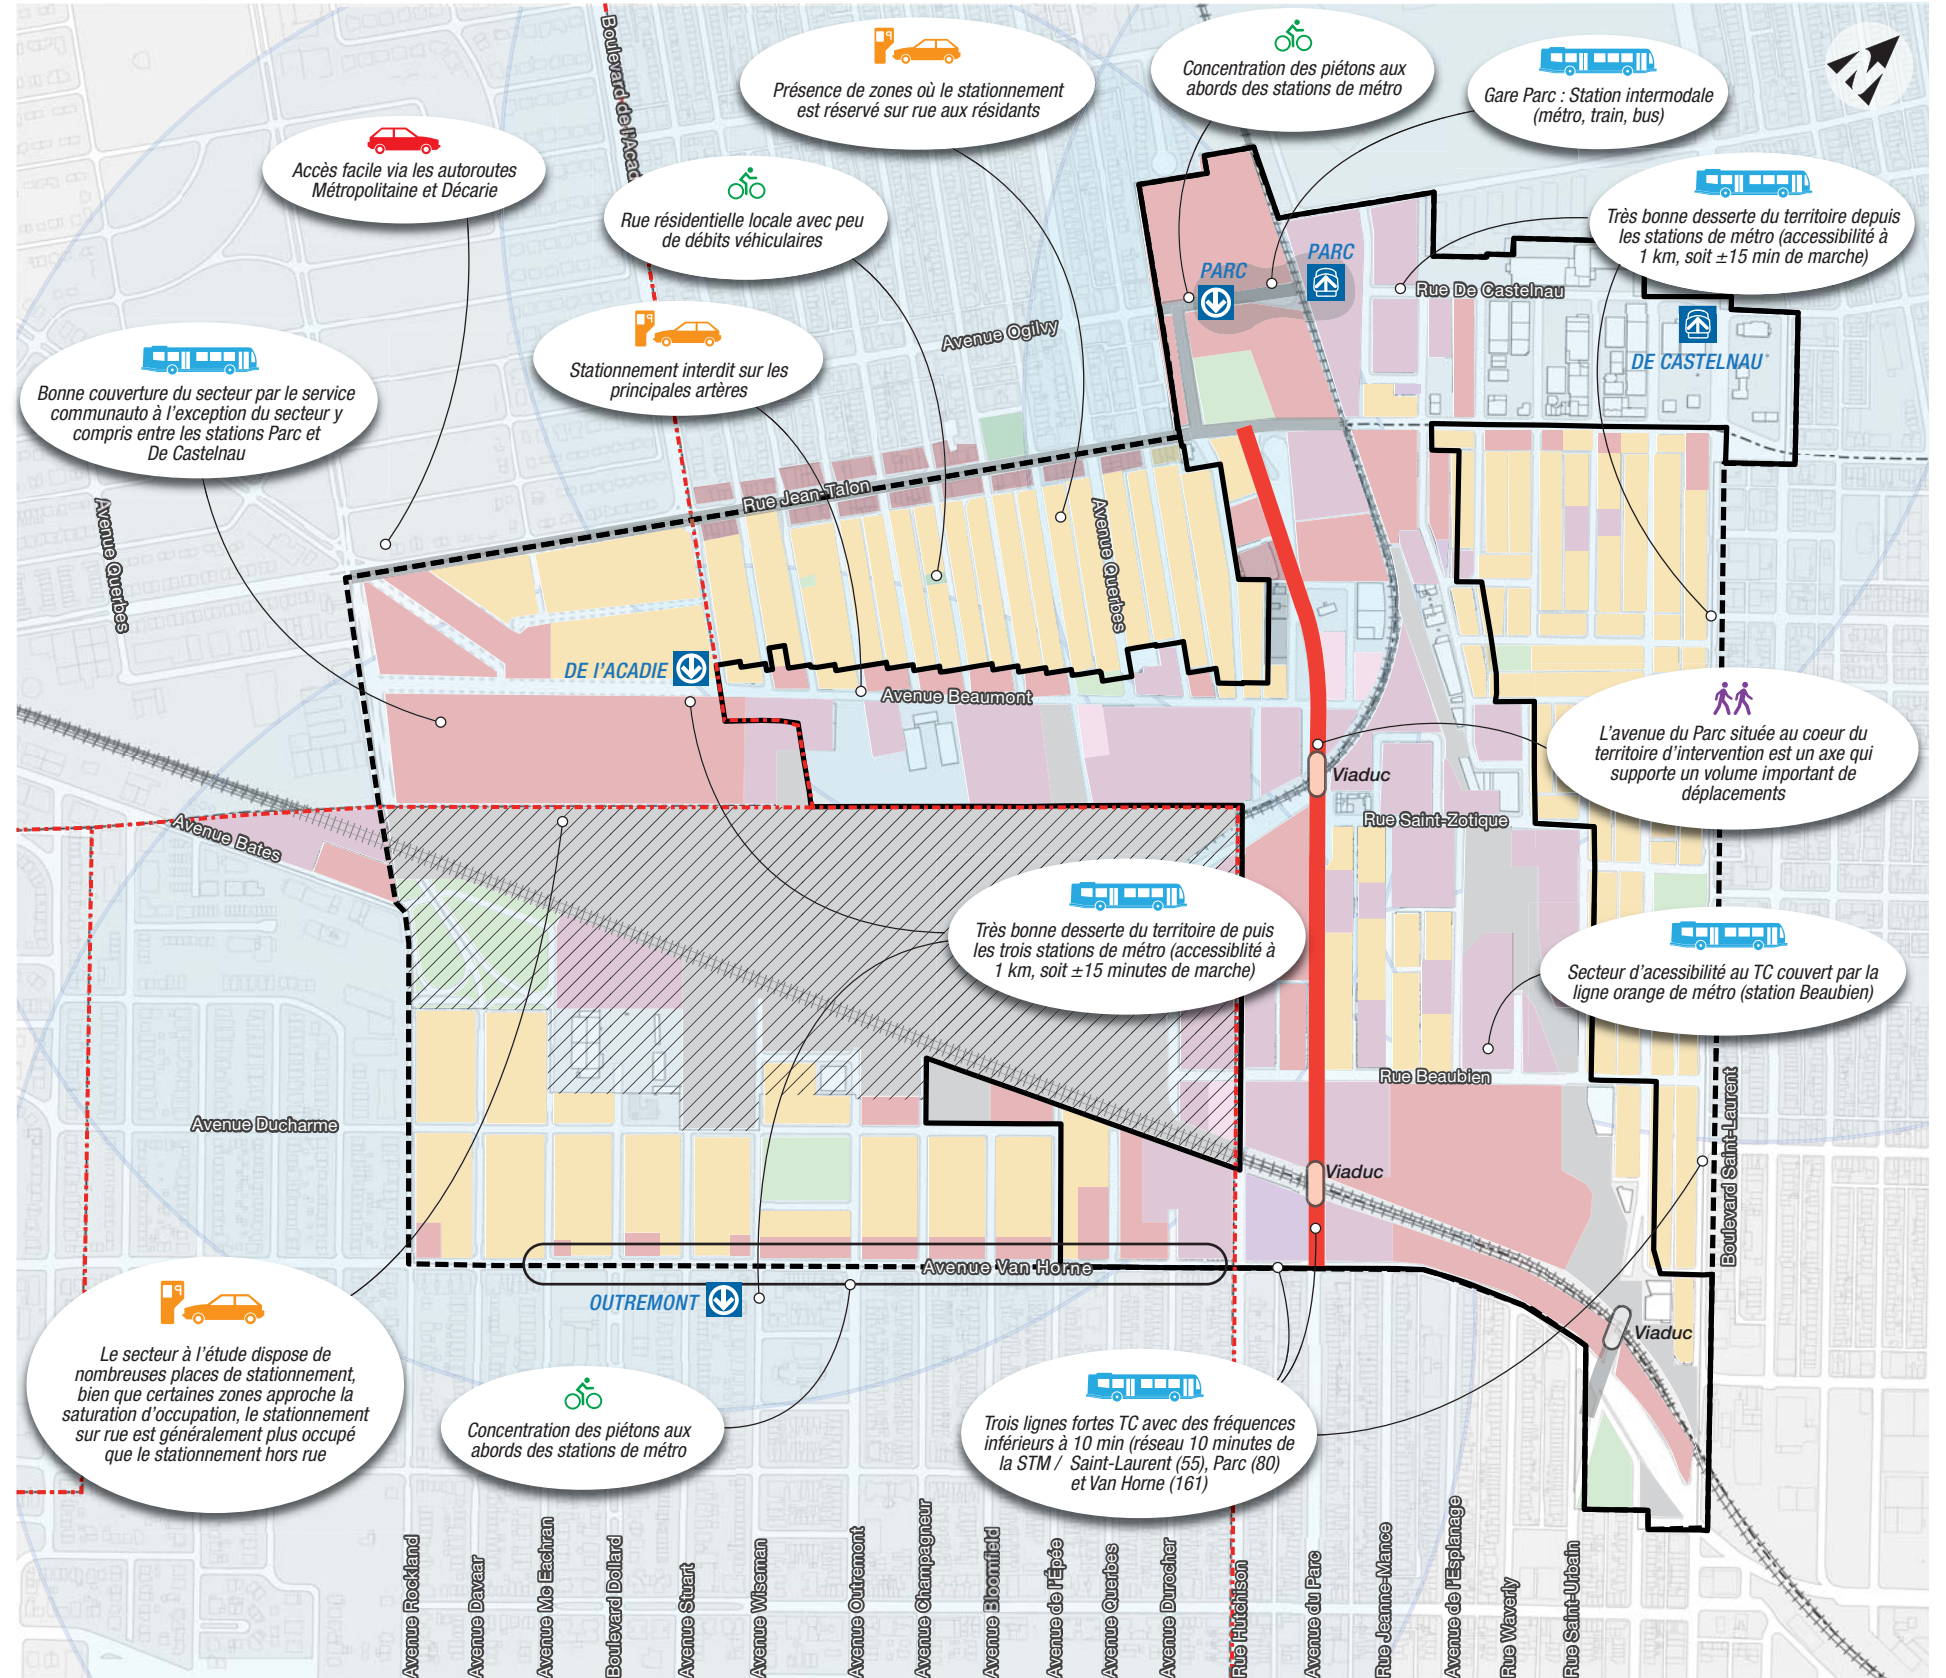 Boulevard de l'Acad
Présence de zones où le stationnement
est réservé sur rue aux résidants
Concentration des piétons aux
abords des stations de métro
Gare Parc : Station intermodale
(métro, train, bus)
Accès facile via les autoroutes
Métropolitaine et Décarie
Rue résidentielle locale avec peu
de débits véhiculaires
Très bonne desserte du territoire depuis
les stations de métro (accessibilité à
1 km, soit ±15 min de marche)
PARC
PARC
Rue De Castelnau
DE CASTELNAU
Avenue Ogilvy
Stationnement interdit sur les
principales artères
Bonne couverture du secteur par le service
communauto à l'exception du secteur y
compris entre les stations Parc et
De Castelnau
Rue Jean-Talon
Avenue Querbes
Avenue Querbes
DE l'ACADIE
Avenue Beaumont
L'avenue du Parc située au coeur du
territoire d'intervention est un axe qui
supporte un volume important de
déplacements
Viaduc
Rue Saint-Zotique
Avenue Bates
Très bonne desserte du territoire de puis
les trois stations de métro (accessiblité à
1 km, soit ±15 minutes de marche)
Secteur d'acessibilité au TC couvert par la
ligne orange de métro (station Beaubien)
Rue Beaubien
Avenue Ducharme
Boulevard Saint-Laurent
Viaduc
Avenue Van Horne
OUTREMONT
Viaduc
Le secteur à l'étude dispose de
nombreuses places de stationnement,
bien que certaines zones approche la
saturation d'occupation, le stationnement
sur rue est généralement plus occupé
que le stationnement hors rue
Concentration des piétons aux
abords des stations de métro
Trois lignes fortes TC avec des fréquences
inférieurs à 10 min (réseau 10 minutes de
la STM / Saint-Laurent (55), Parc (80)
et Van Horne (161)
Avenue Rockland
Avenue Davaar
Avenue Mc Eachran
Boulevard Dollard
Avenue Stuart
Avenue Wiseman
Avenue Outremont
Avenue Champagneur
Avenue Bloomfield
Avenue de l'Épée
Avenue Querbes
Avenue Durocher
Rue Hutchison
Avenue du Parc
Rue Jeanne-Mance
Avenue de l'Esplanage
Rue Waverly
Rue Saint-Urbain